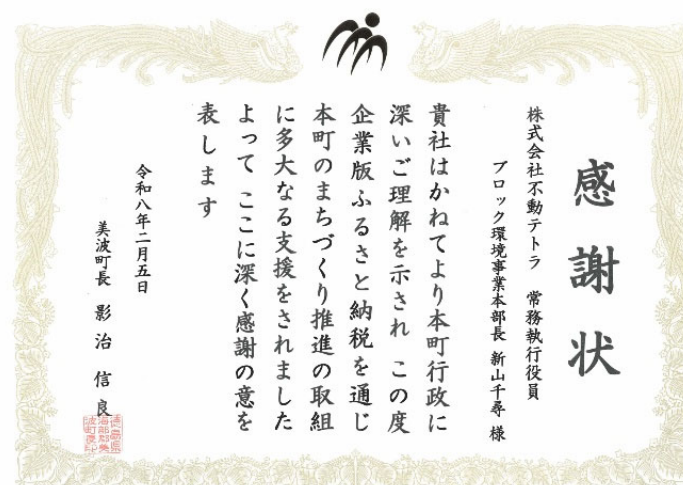 感謝状
株式会社不動テトラ 常務執行役員
ブロック環境事業本部長 新山千尋 様
貴社はかねてより本町行政に
深いご理解を示され この度
企業版ふるさと納税を通じ
本町のまちづくり推進の取組
に多大なる支援をされました
よって ここに深く感謝の意を
表します
令和八年二月五日
美波町長 影治信良